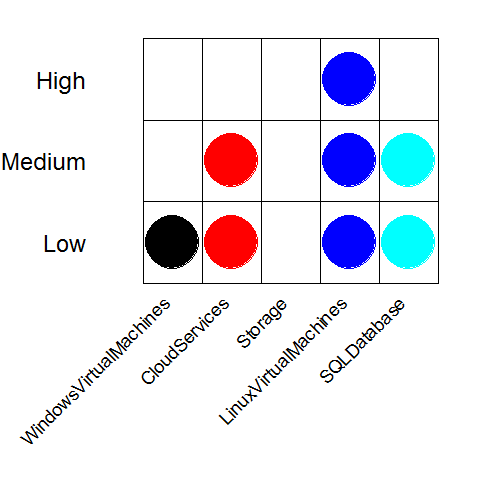 High
Medium
Low
WindowsVirtualMachines
CloudServices
Storage
LinuxVirtualMachines
SQLDatabase